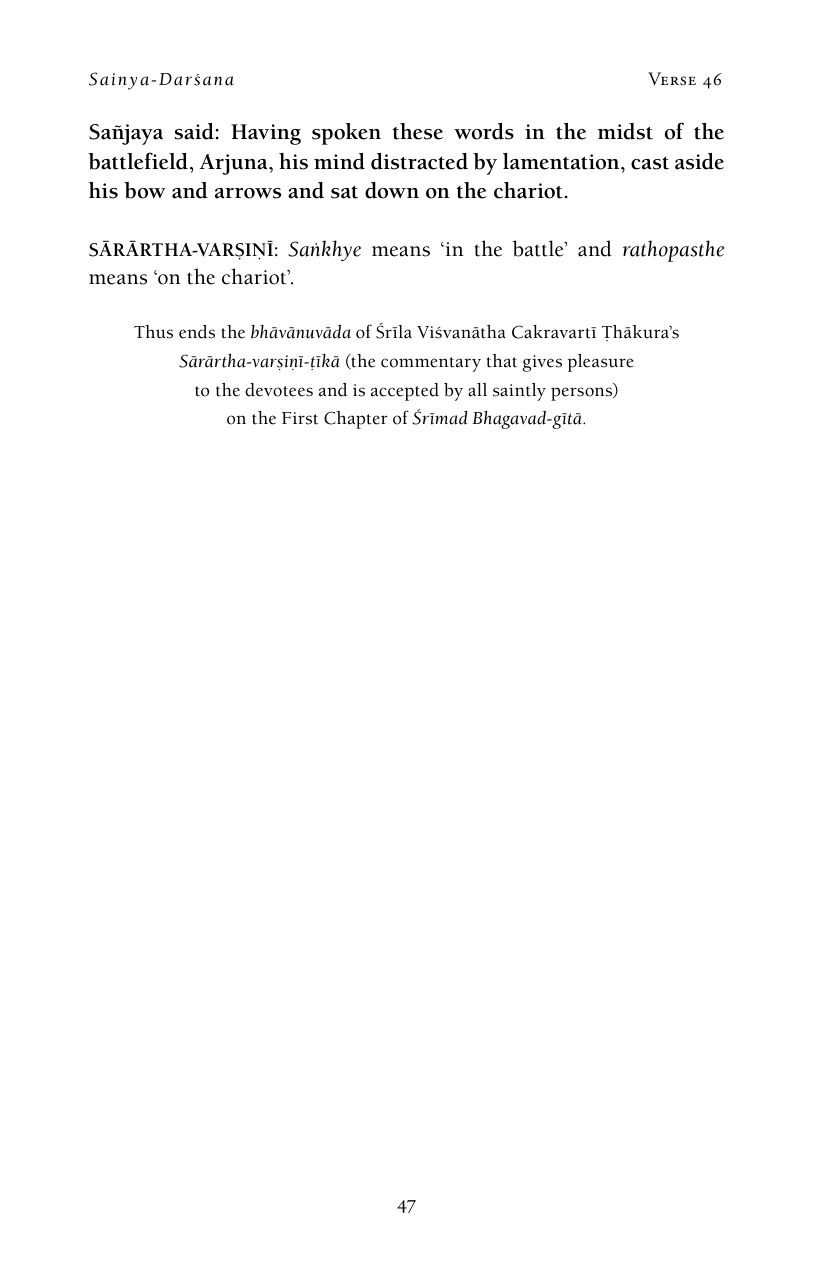 Sainya-Darśana Verse 46
Sañjaya said: Having spoken these words in the midst of the
battlefield, Arjuna, his mind distracted by lamentation, cast aside
his bow and arrows and sat down on the chariot.
SĀRĀRTHA-VARṢIṆĪ: Saṅkhye means ‘in the battle’ and rathopasthe
means ‘on the chariot’.
Thus ends the bhāvānuvāda of Śrīla Viśvanātha Cakravartī Ṭhākura’s
Sārārtha-varṣiṇī-ṭīkā (the commentary that gives pleasure
to the devotees and is accepted by all saintly persons)
on the First Chapter of Śrīmad Bhagavad-gītā.
47